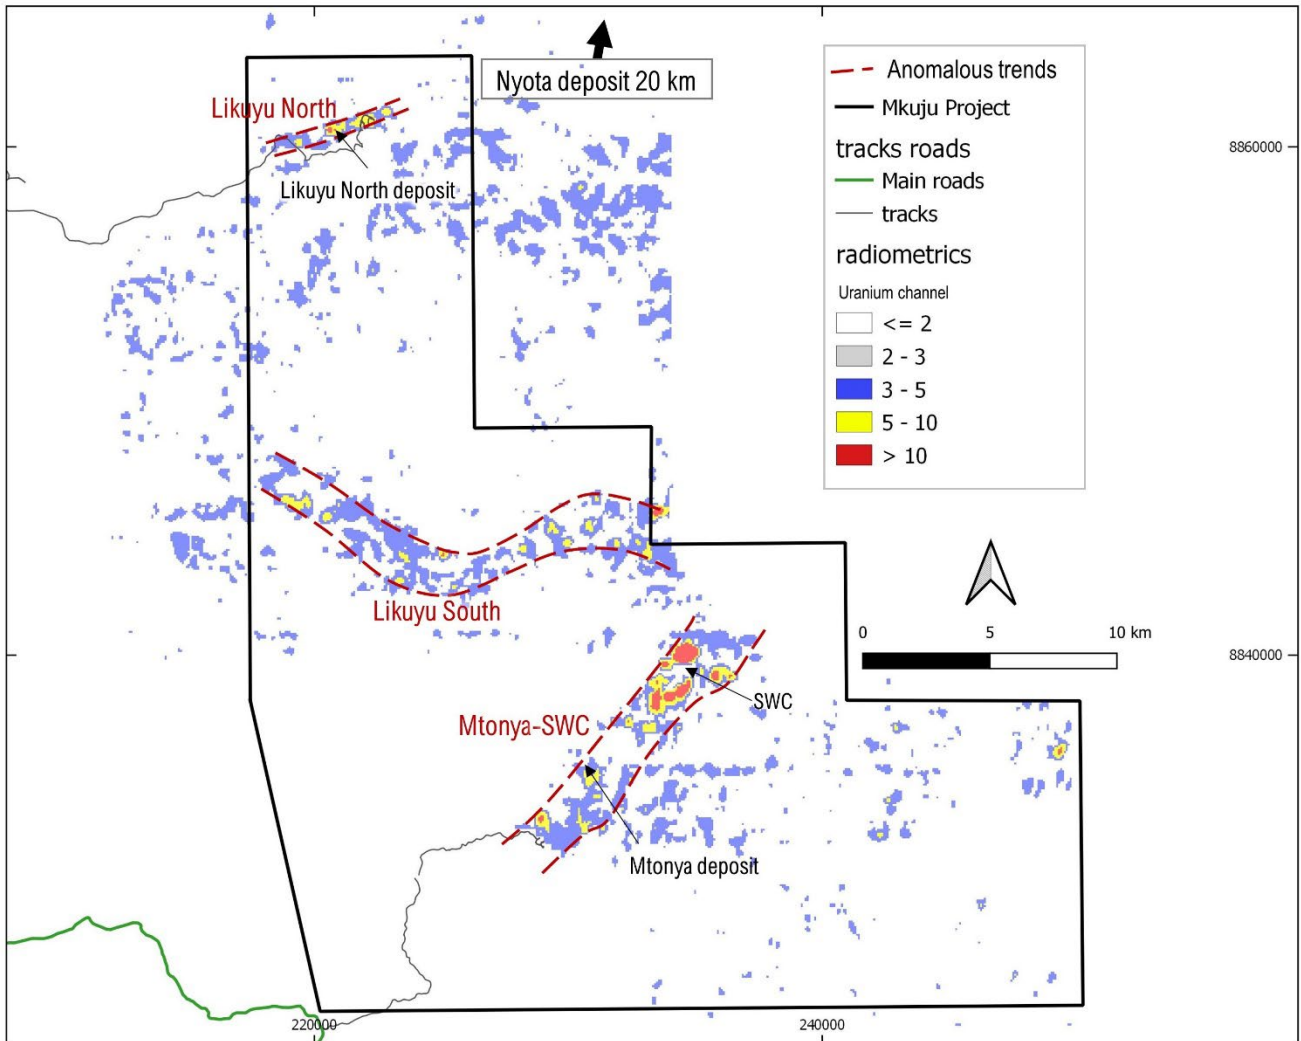 Nyota deposit 20 km
Likuyu North
Likuyu North deposit
Anomalous trends
Mkuju Project
tracks roads
Main roads
tracks
radiometrics
Uranium channel
<= 2
2 - 3
3 - 5
5 - 10
> 10
8860000
Likuyu South
0 5 10 km
8840000
SWC
Mtonya-SWC
Mtonya deposit
220000
240000